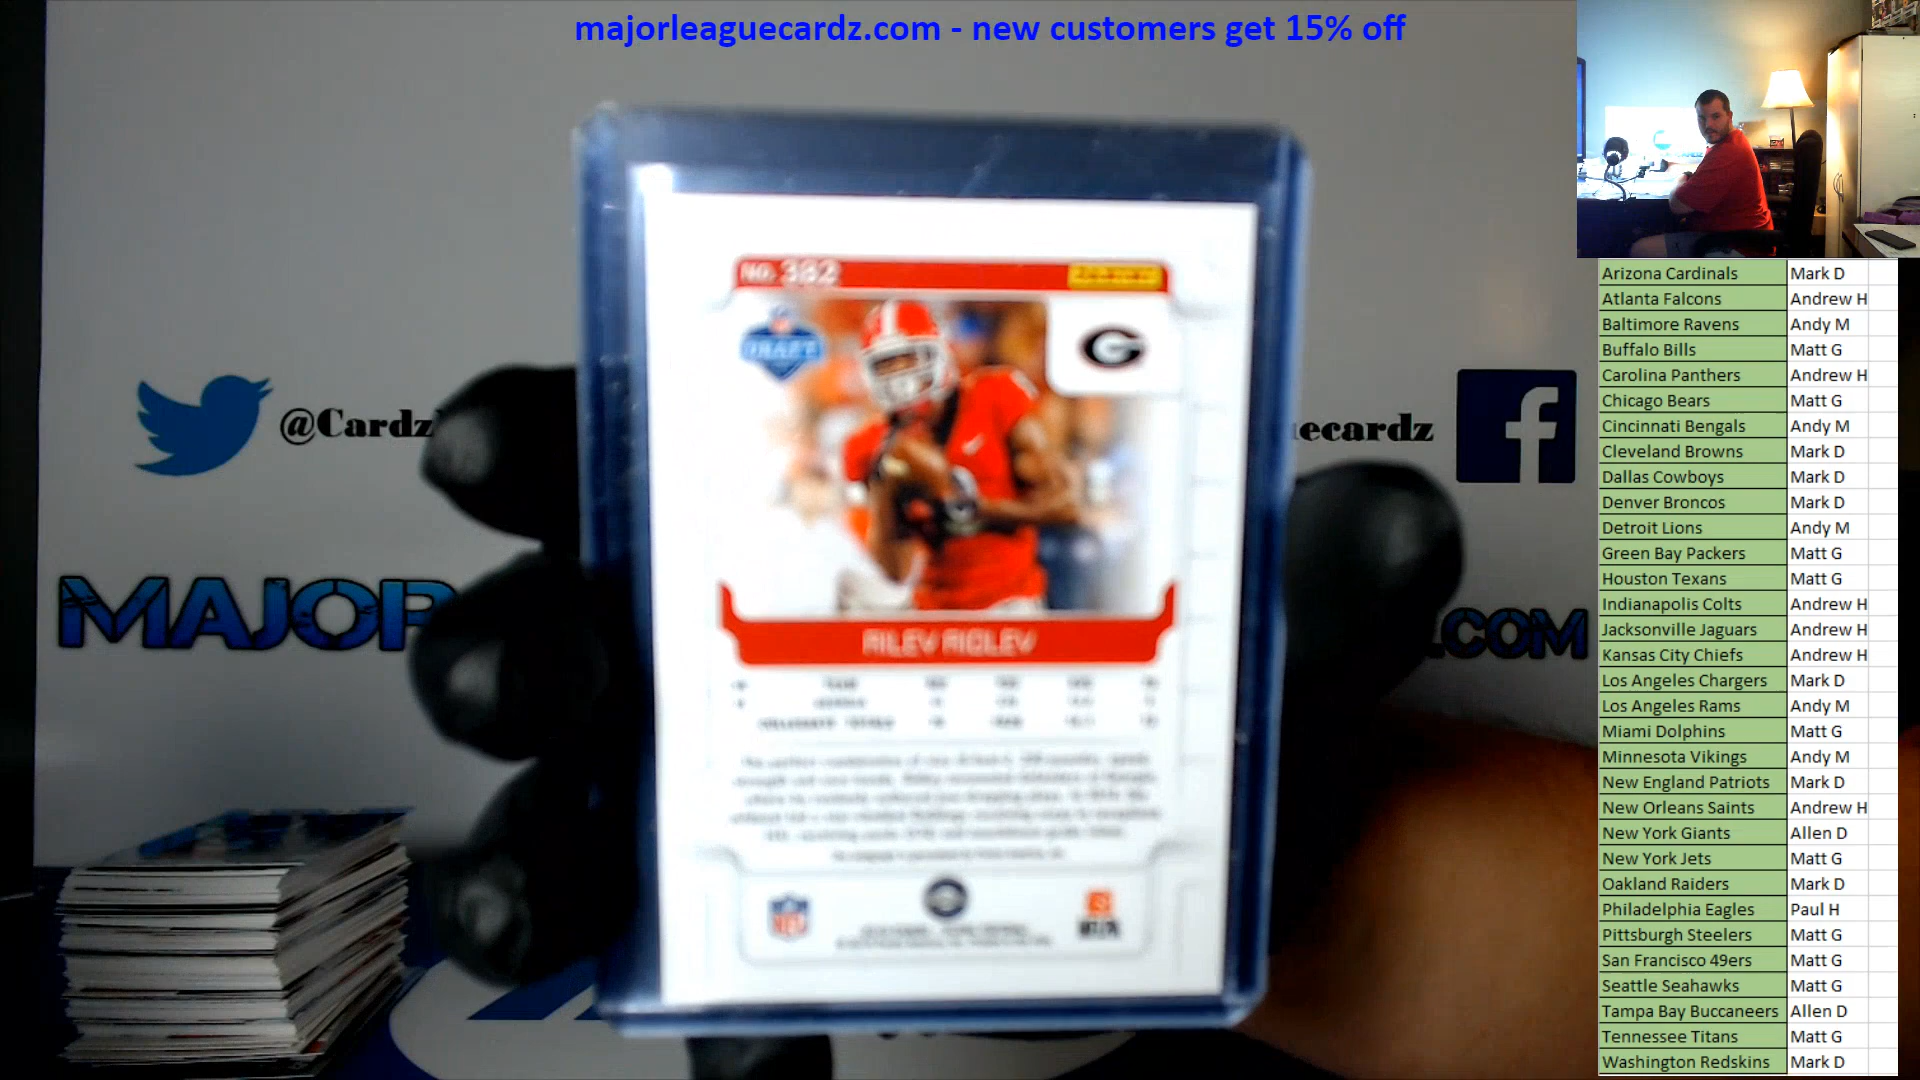 majorleaguecardz.com - new customers get 15% off
@Cardz
uecardz
f
MAJOR
.COM
NO. 382
DRAFT
G
RILEY RIDLEY
NFL
Arizona Cardinals Mark D
Atlanta Falcons Andrew H
Baltimore Ravens Andy M
Buffalo Bills Matt G
Carolina Panthers Andrew H
Chicago Bears Matt G
Cincinnati Bengals Andy M
Cleveland Browns Mark D
Dallas Cowboys Mark D
Denver Broncos Mark D
Detroit Lions Andy M
Green Bay Packers Matt G
Houston Texans Matt G
Indianapolis Colts Andrew H
Jacksonville Jaguars Andrew H
Kansas City Chiefs Andrew H
Los Angeles Chargers Mark D
Los Angeles Rams Andy M
Miami Dolphins Matt G
Minnesota Vikings Andy M
New England Patriots Mark D
New Orleans Saints Andrew H
New York Giants Allen D
New York Jets Matt G
Oakland Raiders Mark D
Philadelphia Eagles Paul H
Pittsburgh Steelers Matt G
San Francisco 49ers Matt G
Seattle Seahawks Matt G
Tampa Bay Buccaneers Allen D
Tennessee Titans Matt G
Washington Redskins Mark D